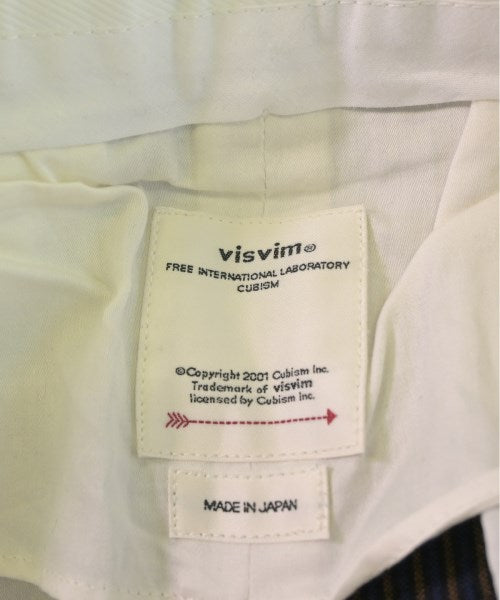 visvim®
FREE INTERNATIONAL LABORATORY
CUBISM
©Copyright 2001 Cubism Inc.
Trademark of visvim
licensed by Cubism Inc.
MADE IN JAPAN